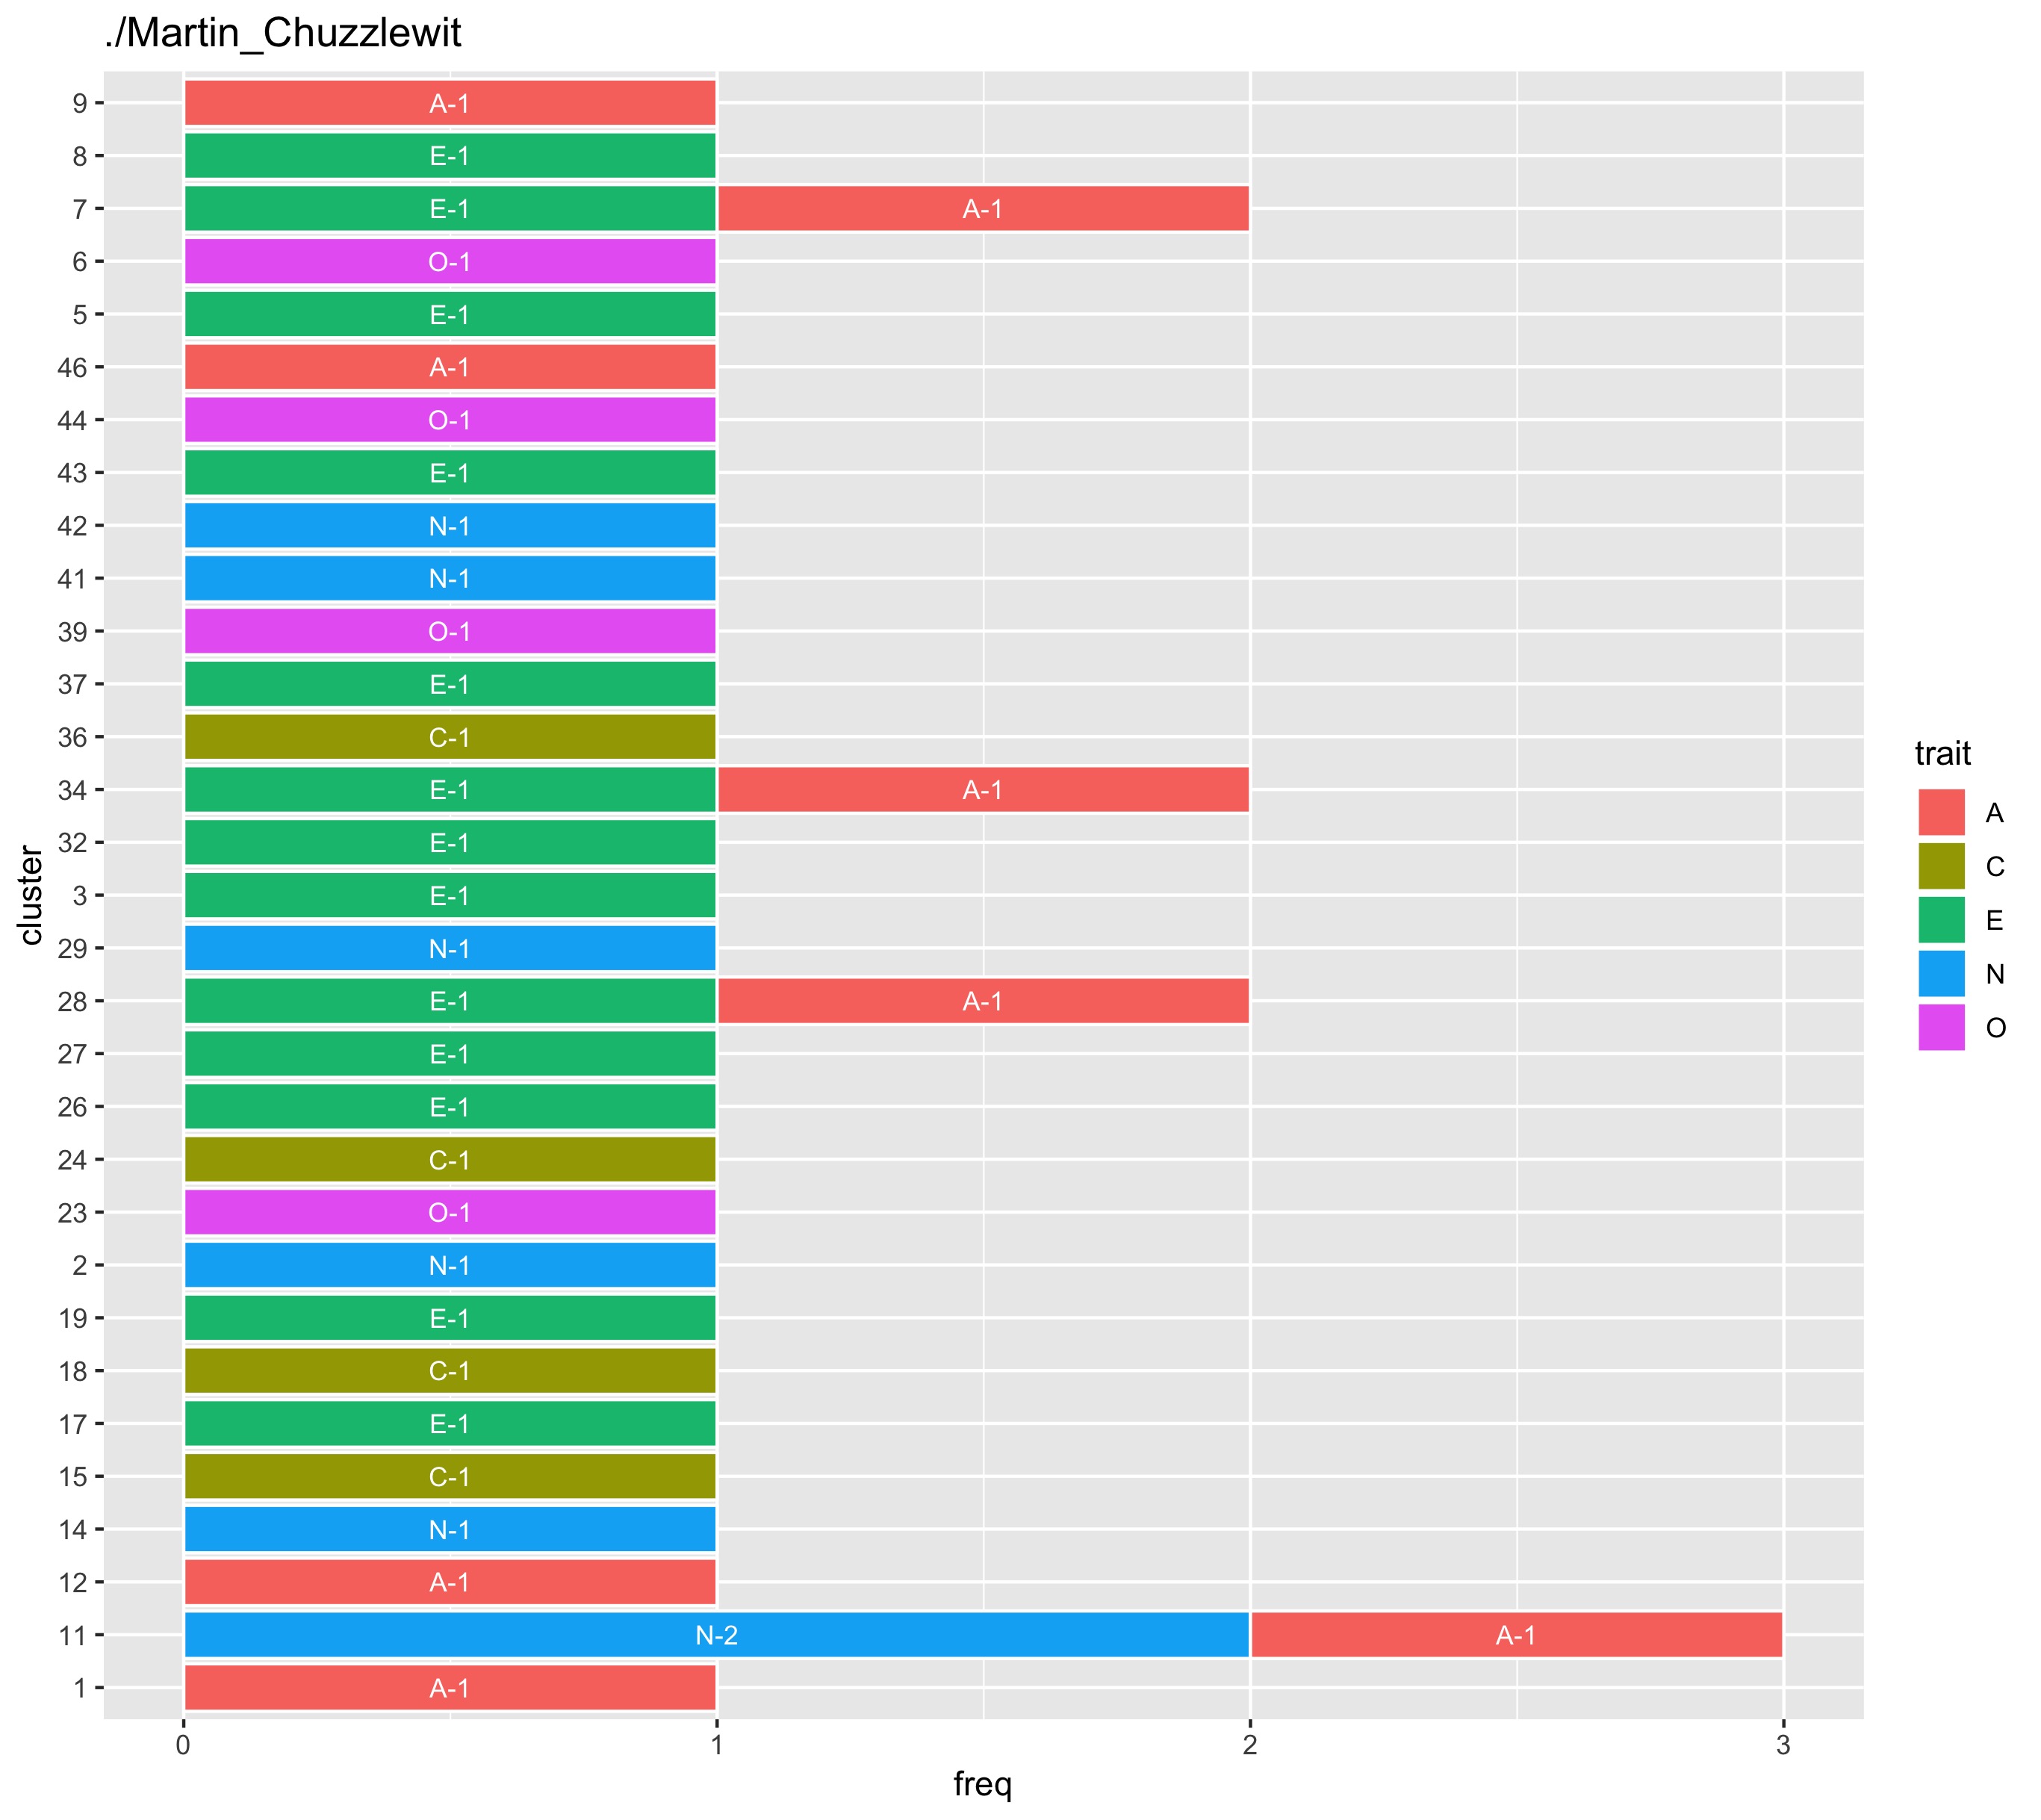 ./Martin_Chuzzlewit
9 A-1
8 E-1
7 E-1 A-1
6 O-1
5 E-1
46 A-1
44 O-1
43 E-1
42 N-1
41 N-1
39 O-1
37 E-1
36 C-1
34 E-1 A-1
32 E-1
3 E-1
29 N-1
28 E-1 A-1
27 E-1
26 E-1
24 C-1
23 O-1
2 N-1
19 E-1
18 C-1
17 E-1
15 C-1
14 N-1
12 A-1
11 N-2 A-1
1 A-1
0 1 2 3
freq
cluster
trait
A
C
E
N
O